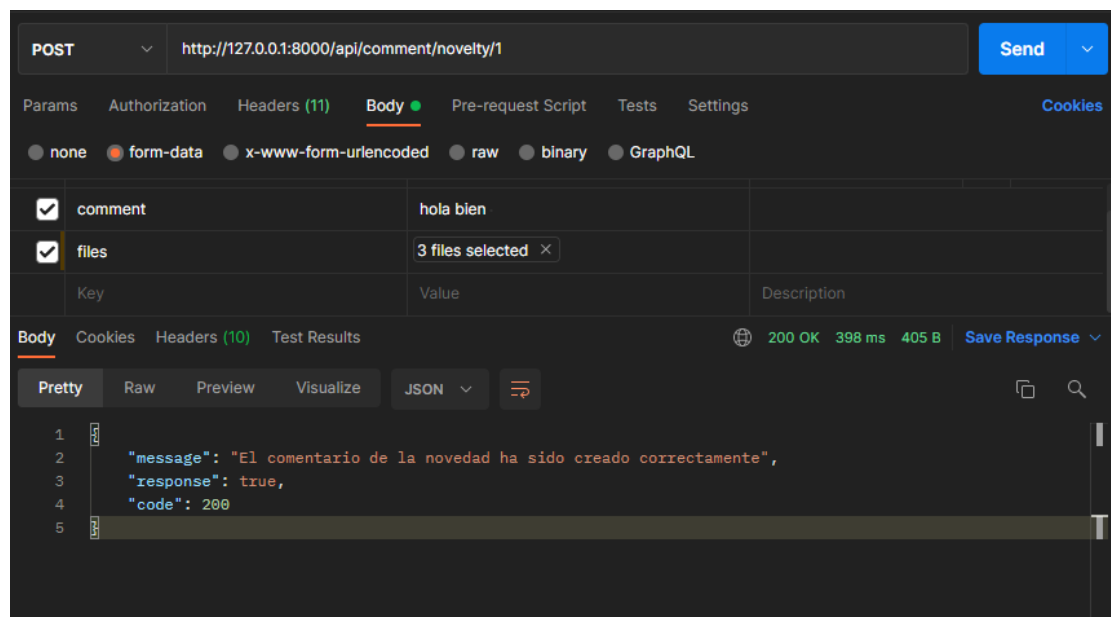 POST http://127.0.0.1:8000/api/comment/novelty/1 Send
Params Authorization Headers (11) Body Pre-request Script Tests Settings Cookies
none form-data x-www-form-urlencoded raw binary GraphQL
comment hola bien
files 3 files selected
Key Value Description
Body Cookies Headers (10) Test Results 200 OK 398 ms 405 B Save Response
Pretty Raw Preview Visualize JSON
1 {
2 "message": "El comentario de la novedad ha sido creado correctamente",
3 "response": true,
4 "code": 200
5 }